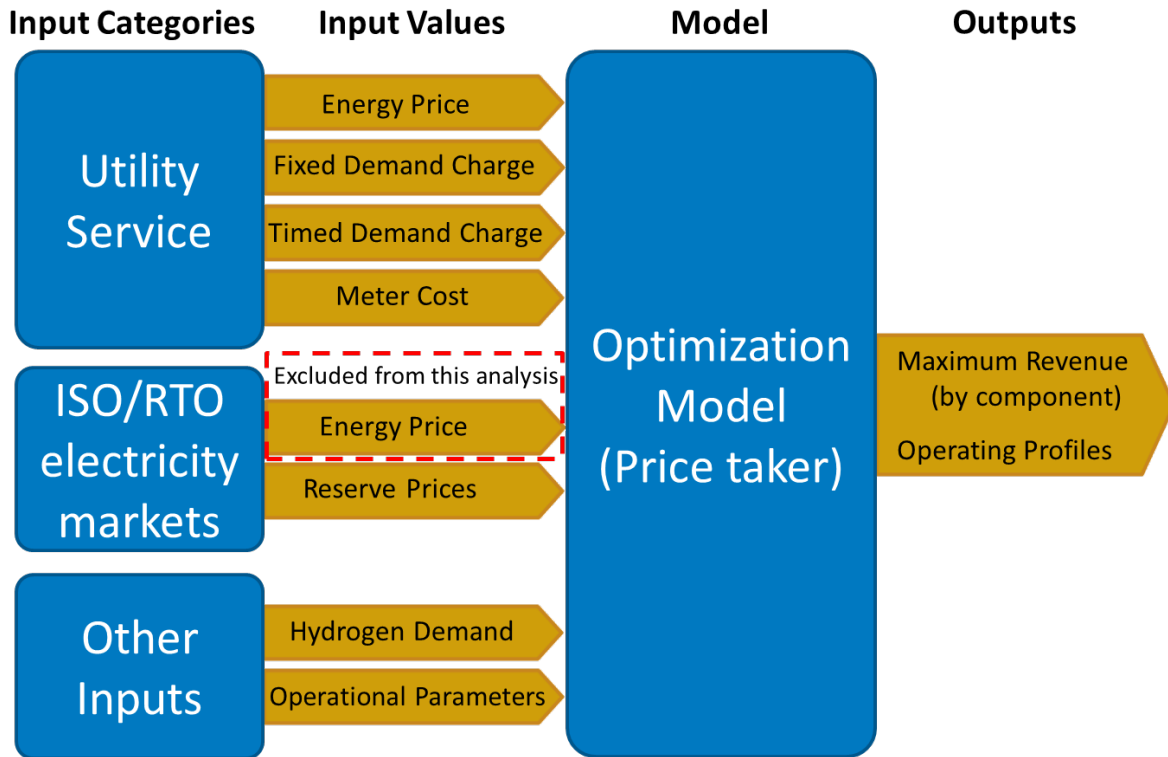 Input Categories
Input Values
Model
Outputs
Utility
Service
Energy Price
Fixed Demand Charge
Timed Demand Charge
Meter Cost
ISO/RTO
electricity
markets
Excluded from this analysis
Energy Price
Reserve Prices
Other
Inputs
Hydrogen Demand
Operational Parameters
Optimization
Model
(Price taker)
Maximum Revenue
(by component)
Operating Profiles